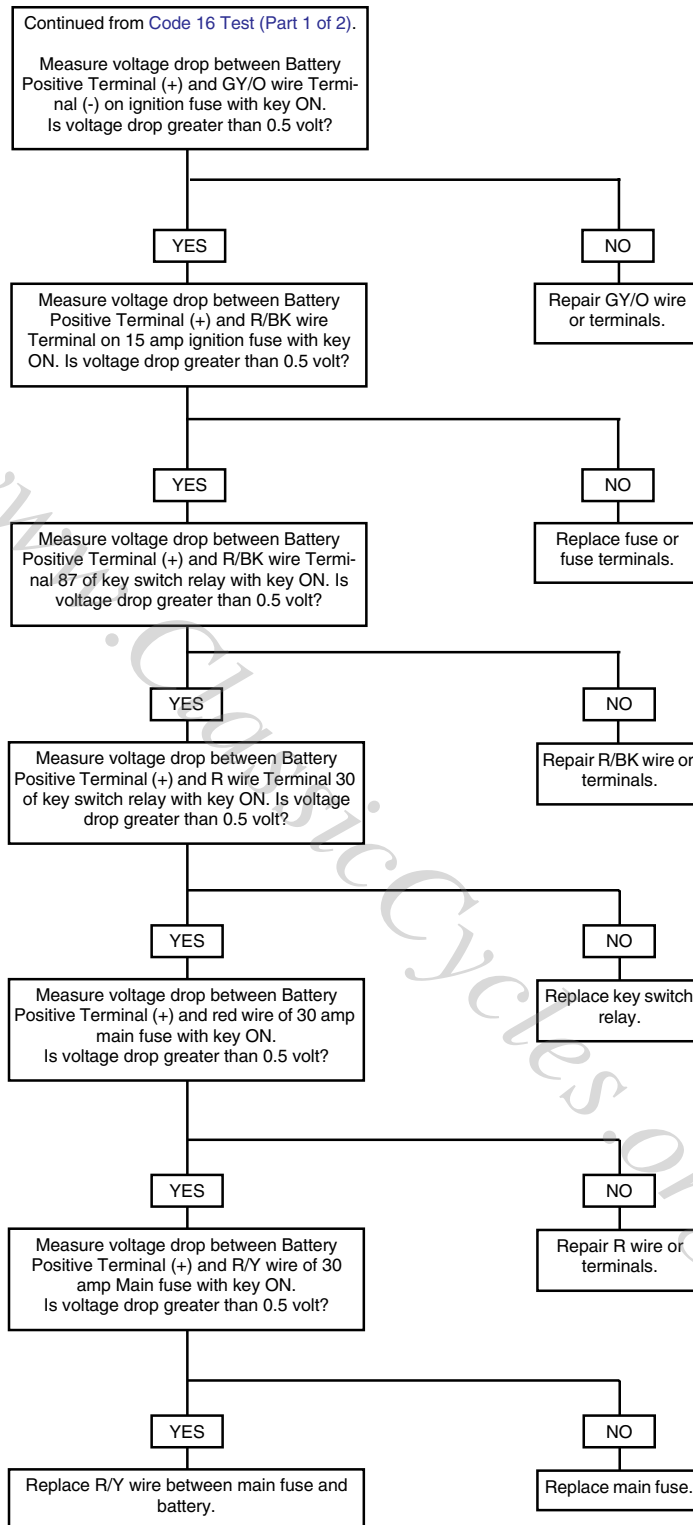 Continued from Code 16 Test (Part 1 of 2).
Measure voltage drop between Battery
Positive Terminal (+) and GY/O wire Termi-
nal (-) on ignition fuse with key ON.
Is voltage drop greater than 0.5 volt?
YES
NO
Measure voltage drop between Battery
Positive Terminal (+) and R/BK wire
Terminal on 15 amp ignition fuse with key
ON. Is voltage drop greater than 0.5 volt?
Repair GY/O wire
or terminals.
YES
NO
Measure voltage drop between Battery
Positive Terminal (+) and R/BK wire Termi-
nal 87 of key switch relay with key ON. Is
voltage drop greater than 0.5 volt?
Replace fuse or
fuse terminals.
YES
NO
Measure voltage drop between Battery
Positive Terminal (+) and R wire Terminal 30
of key switch relay with key ON. Is voltage
drop greater than 0.5 volt?
Repair R/BK wire or
terminals.
YES
NO
Measure voltage drop between Battery
Positive Terminal (+) and red wire of 30 amp
main fuse with key ON.
Is voltage drop greater than 0.5 volt?
Replace key switch
relay.
YES
NO
Measure voltage drop between Battery
Positive Terminal (+) and R/Y wire of 30
amp Main fuse with key ON.
Is voltage drop greater than 0.5 volt?
Repair R wire or
terminals.
YES
NO
Replace R/Y wire between main fuse and
battery.
Replace main fuse.
www.ClassicCycles.or